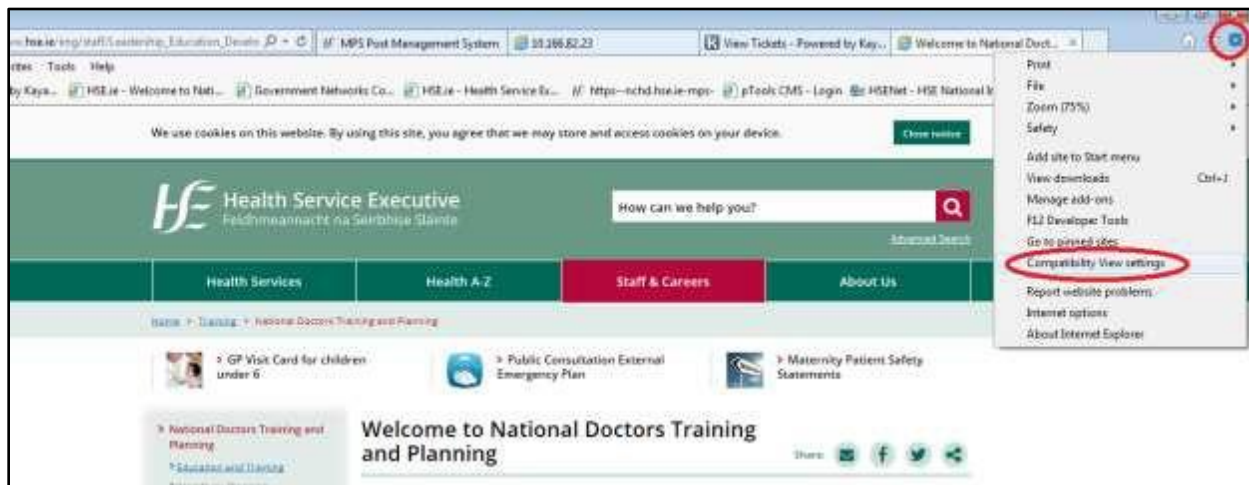 MPS Post Management System
10.166.82.23
View Tickets - Powered by Kay...
Welcome to National Doct...
Tools Help
by Kaya...
HSE.ie - Welcome to Nati...
Government Networks Co...
HSE.ie - Health Service Ex...
https--nchd.hse.ie-mps-
pTools CMS - Login
HSENet - HSE National
Print
File
Zoom (75%)
Safety
Add site to Start menu
View downloads Ctrl+J
Manage add-ons
F12 Developer Tools
Go to pinned sites
Compatibility View settings
Report website problems
Internet options
About Internet Explorer
We use cookies on this website. By using this site, you agree that we may store and access cookies on your device.
Close notice
Health Service Executive
Feidhmeannacht na Seirbhíse Sláinte
How can we help you?
Advanced Search
Health Services
Health A-Z
Staff & Careers
About Us
Home > Training > National Doctors Training and Planning
> GP Visit Card for children
under 6
> Public Consultation External
Emergency Plan
> Maternity Patient Safety
Statements
> National Doctors Training and
Planning
> Education and Training
Welcome to National Doctors Training
and Planning
Share: